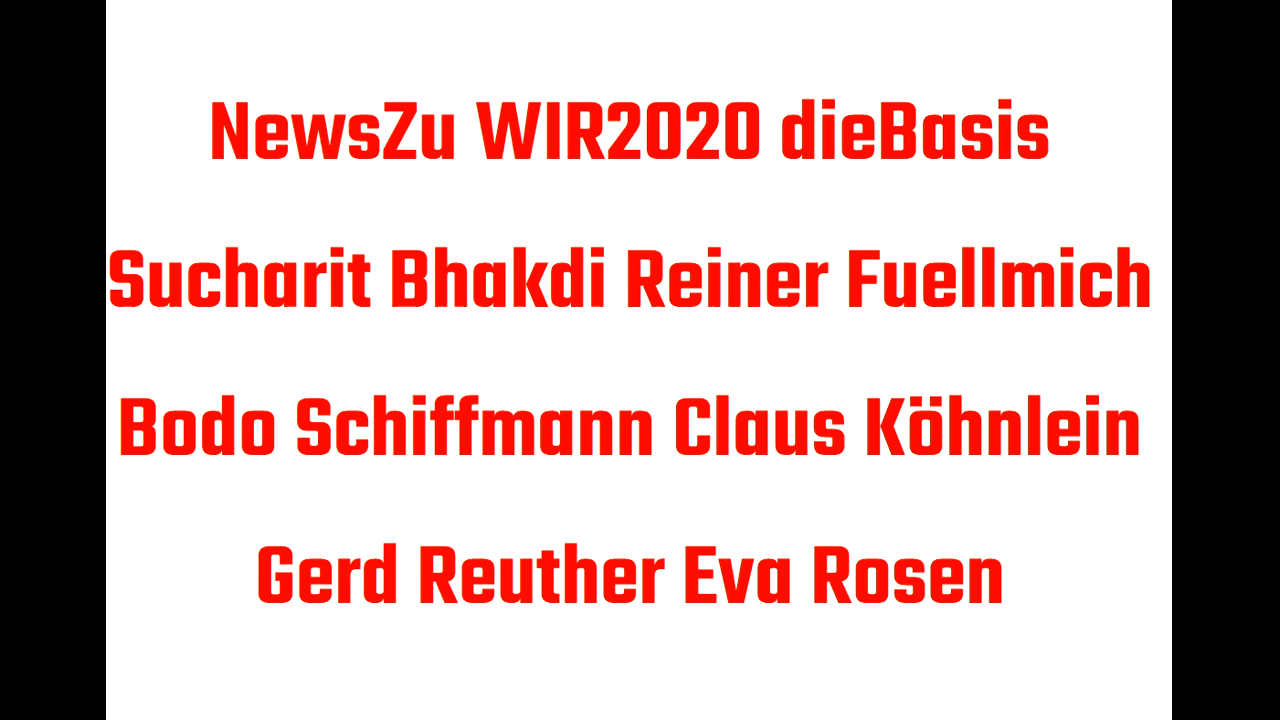 NewsZu WIR2020 dieBasis
Sucharit Bhakdi Reiner Fuellmich
Bodo Schiffmann Claus Köhnlein
Gerd Reuther Eva Rosen